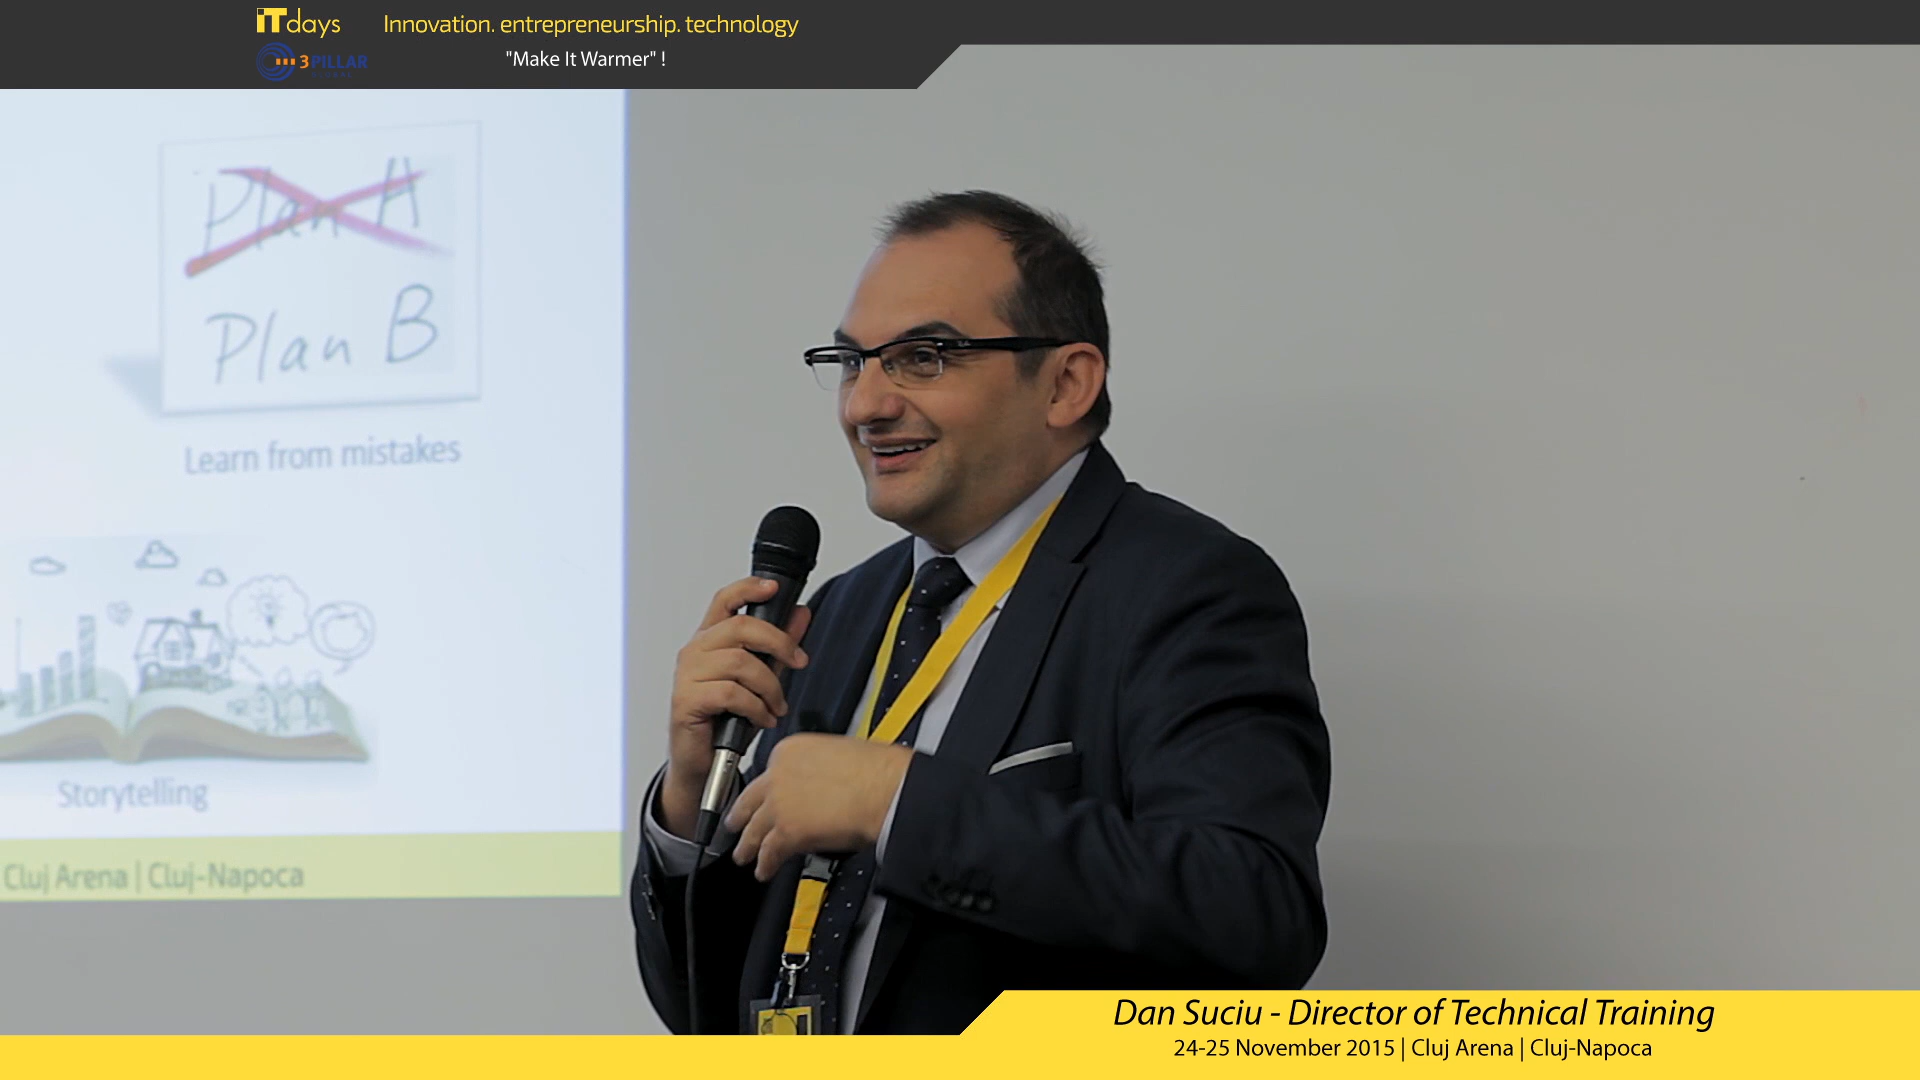 iTdays
Innovation. entrepreneurship. technology
3PILLAR
GLOBAL
"Make It Warmer" !
Plan A
Plan B
Learn from mistakes
Storytelling
Cluj Arena | Cluj-Napoca
Dan Suciu - Director of Technical Training
24-25 November 2015 | Cluj Arena | Cluj-Napoca